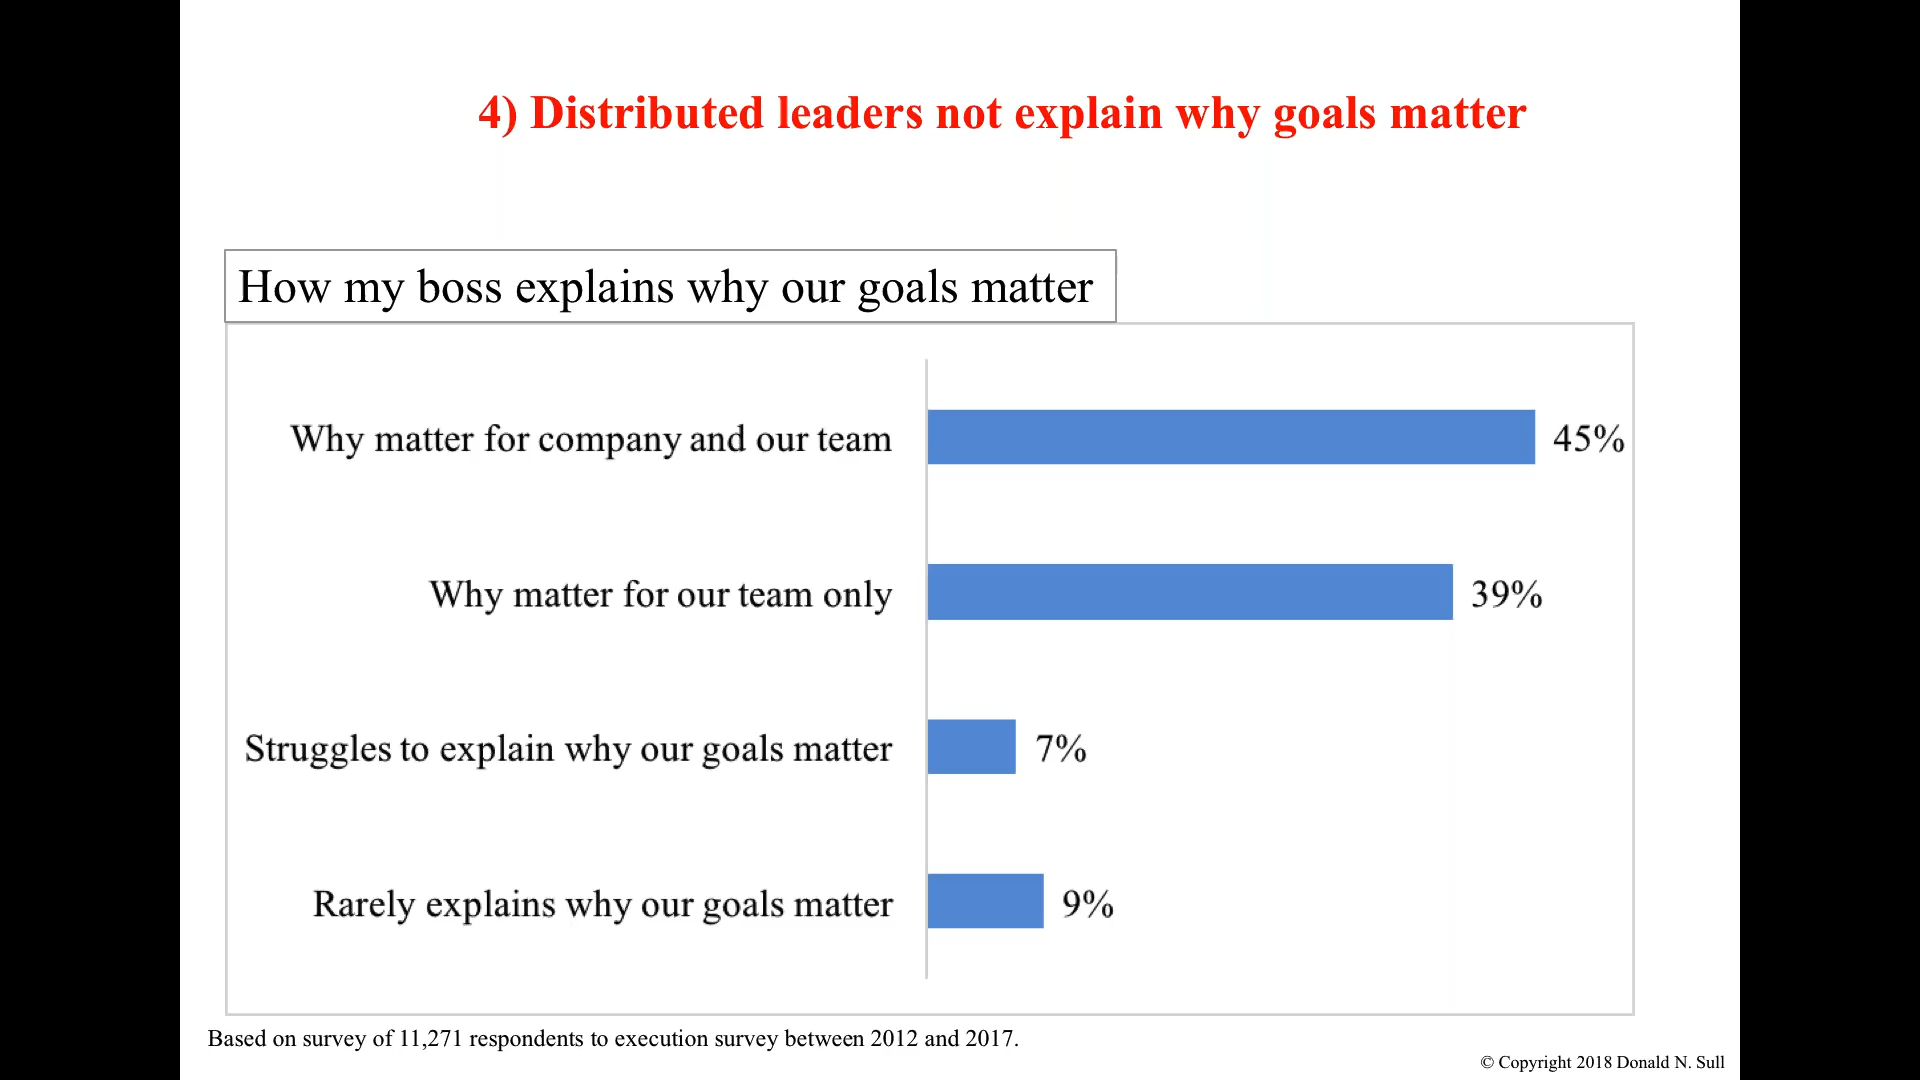 4) Distributed leaders not explain why goals matter
How my boss explains why our goals matter
Why matter for company and our team 45%
Why matter for our team only 39%
Struggles to explain why our goals matter 7%
Rarely explains why our goals matter 9%
Based on survey of 11,271 respondents to execution survey between 2012 and 2017.
© Copyright 2018 Donald N. Sull